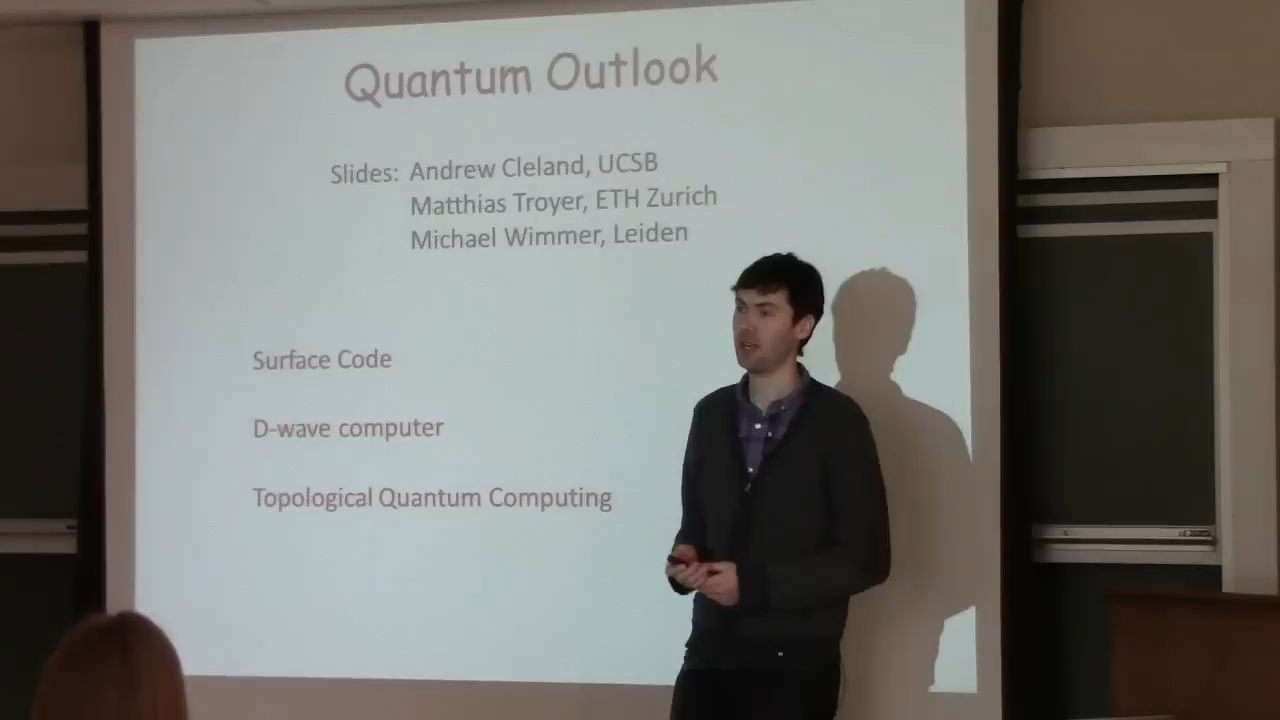 Quantum Outlook
Slides: Andrew Cleland, UCSB
Matthias Troyer, ETH Zurich
Michael Wimmer, Leiden
Surface Code
D-wave computer
Topological Quantum Computing